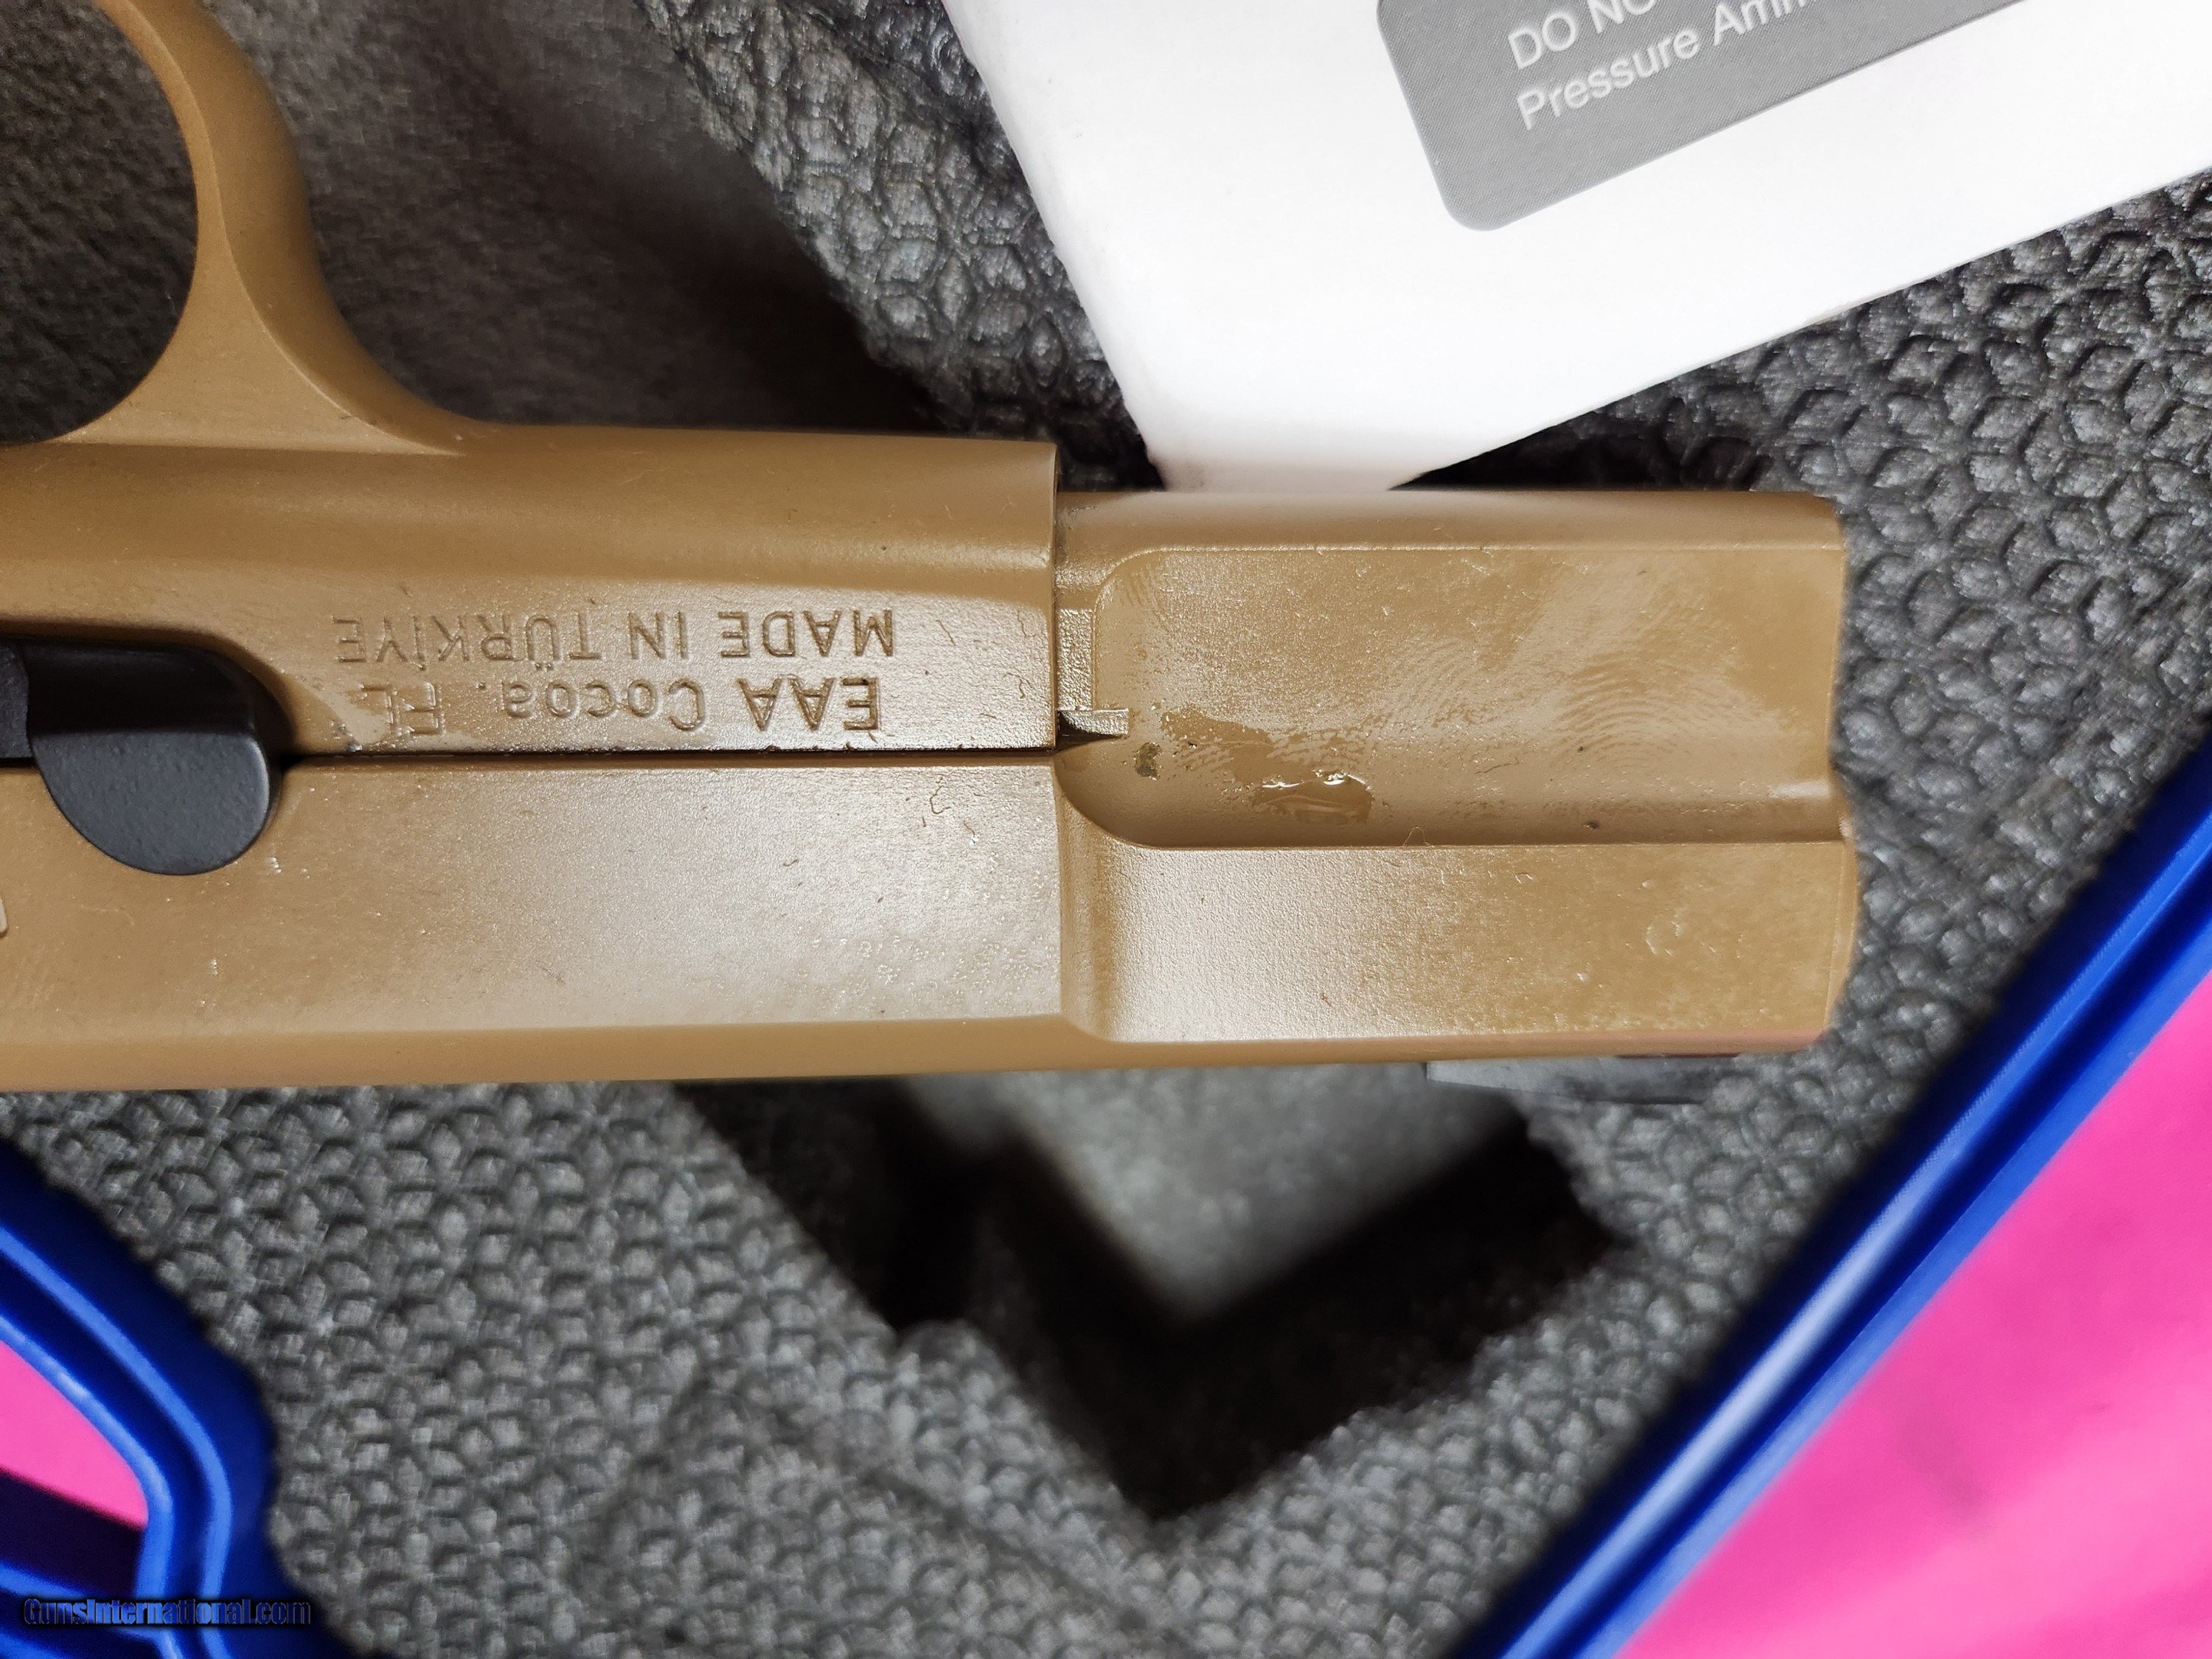 DO NO
Pressure Amm
EAA Cocoa. FL
MADE IN TÜRKİYE
GunsInternational.com